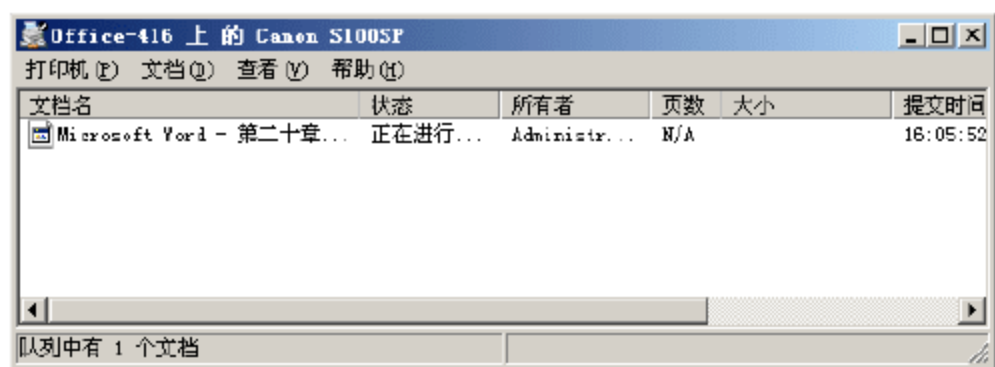 Office-416 上 的 Canon S100SP
打印机(P) 文档(D) 查看(V) 帮助(H)
文档名 状态 所有者 页数 大小 提交时间
Microsoft Word - 第二十章... 正在进行... Administr... N/A 16:05:52
队列中有 1 个文档